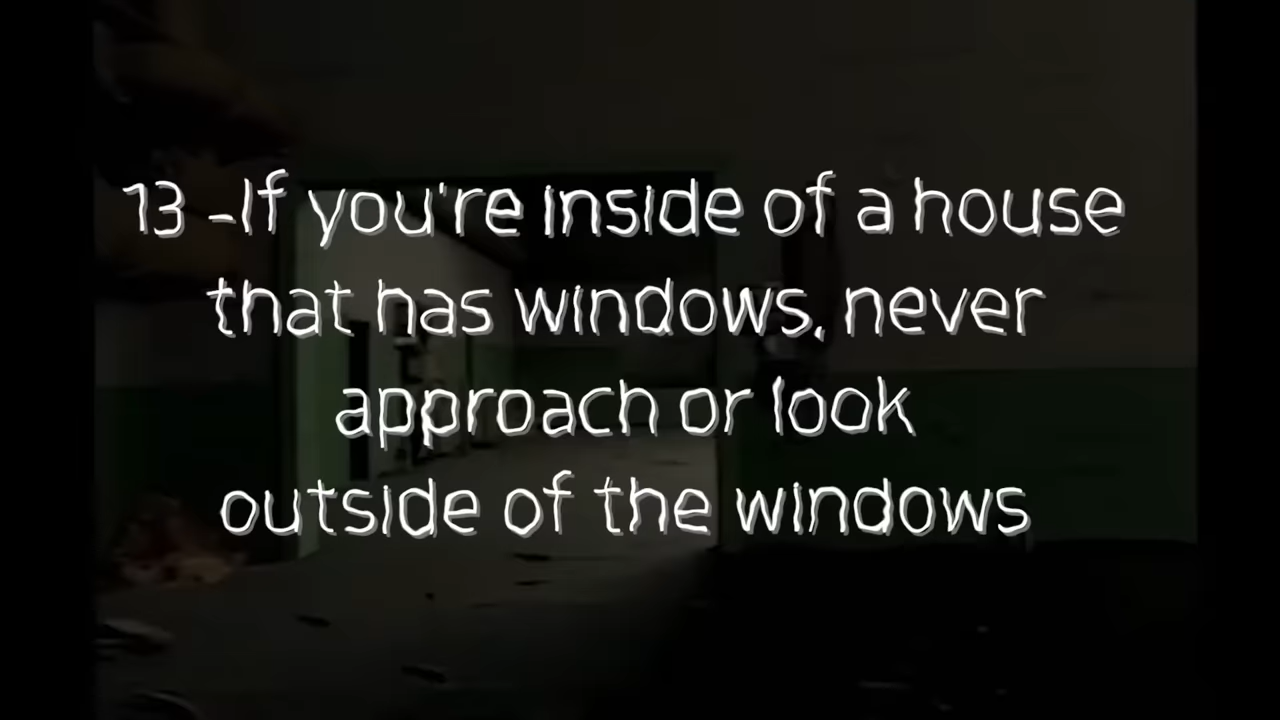 13 -If you're inside of a house
that has windows, never
approach or look
outside of the windows